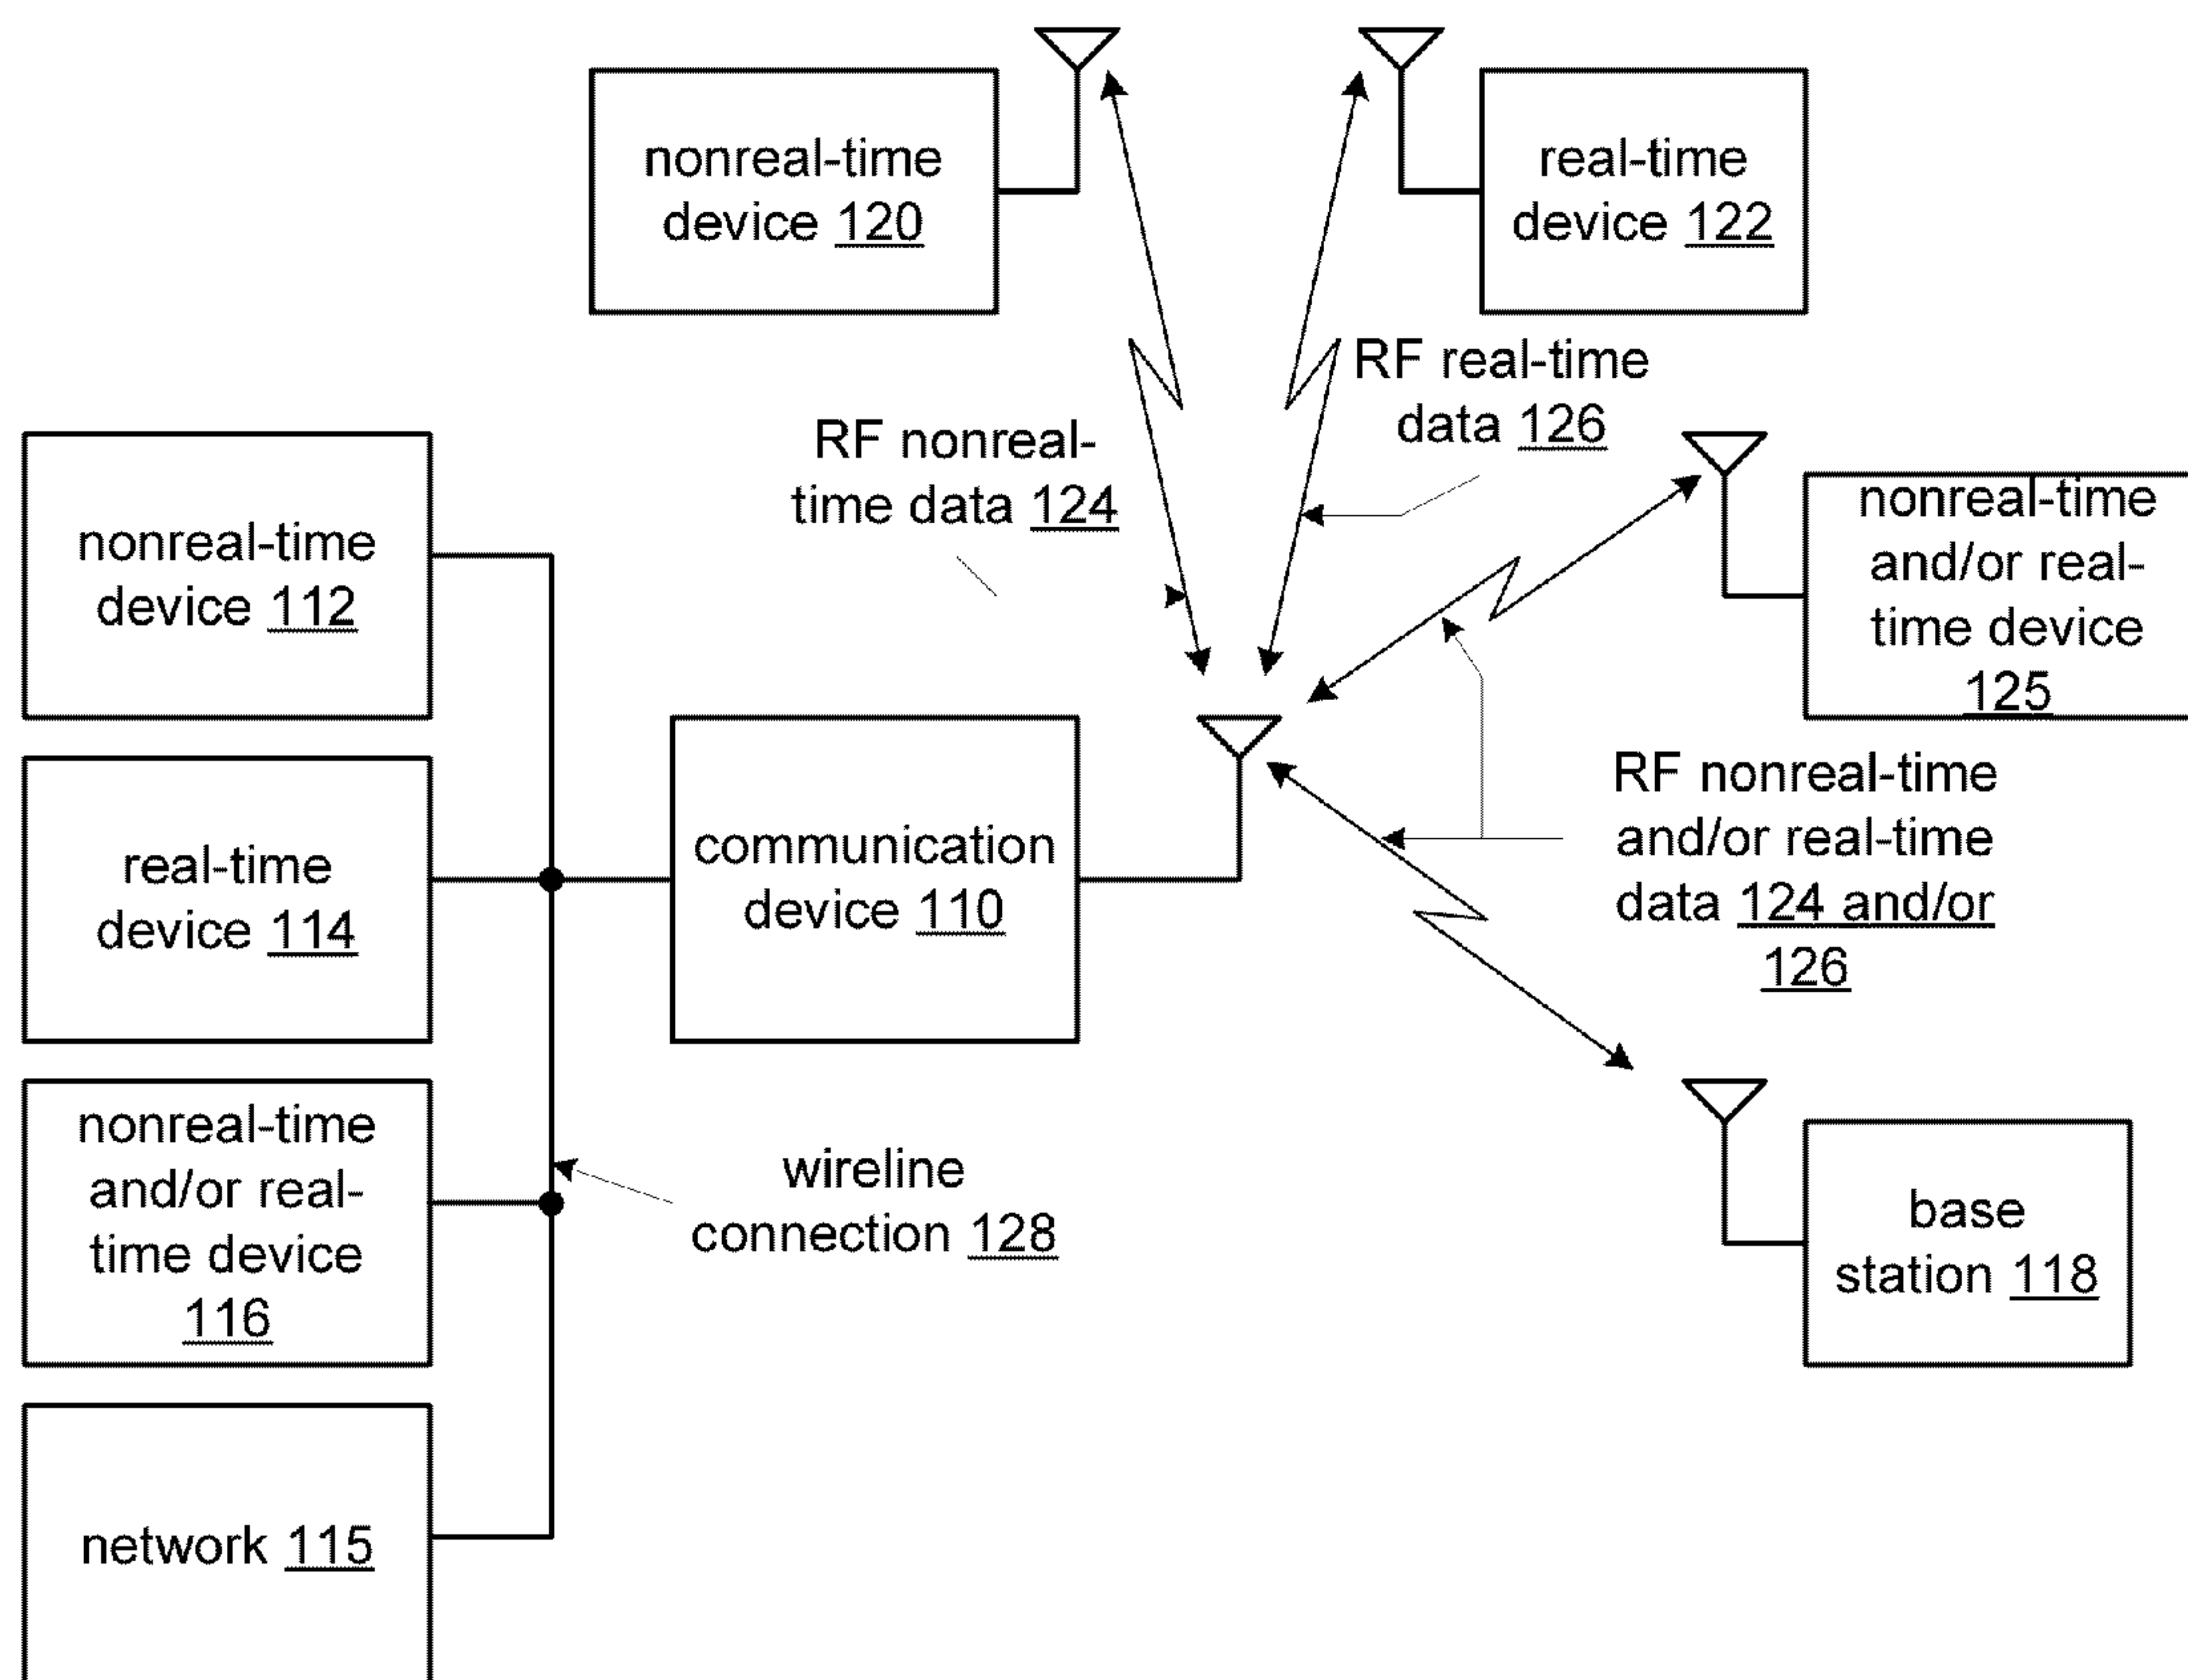 nonreal-time
device 120
real-time
device 122
RF real-time
data 126
RF nonreal-
time data 124
nonreal-time
and/or real-
time device
125
nonreal-time
device 112
real-time
device 114
communication
device 110
RF nonreal-time
and/or real-time
data 124 and/or
126
nonreal-time
and/or real-
time device
116
wireline
connection 128
base
station 118
network 115